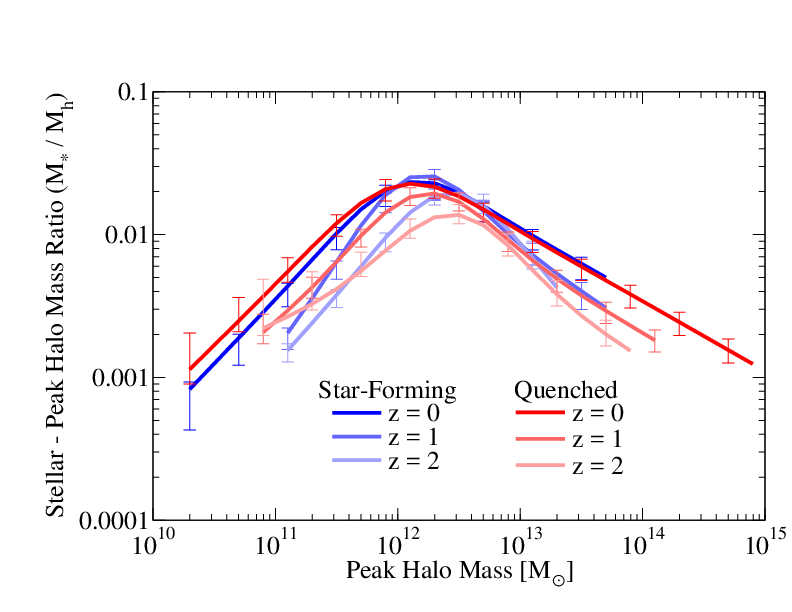 Stellar - Peak Halo Mass Ratio (M* / Mh)
0.1
0.01
0.001
0.0001
Star-Forming
z = 0
z = 1
z = 2
Quenched
z = 0
z = 1
z = 2
10^10 10^11 10^12 10^13 10^14 10^15
Peak Halo Mass [M⊙]